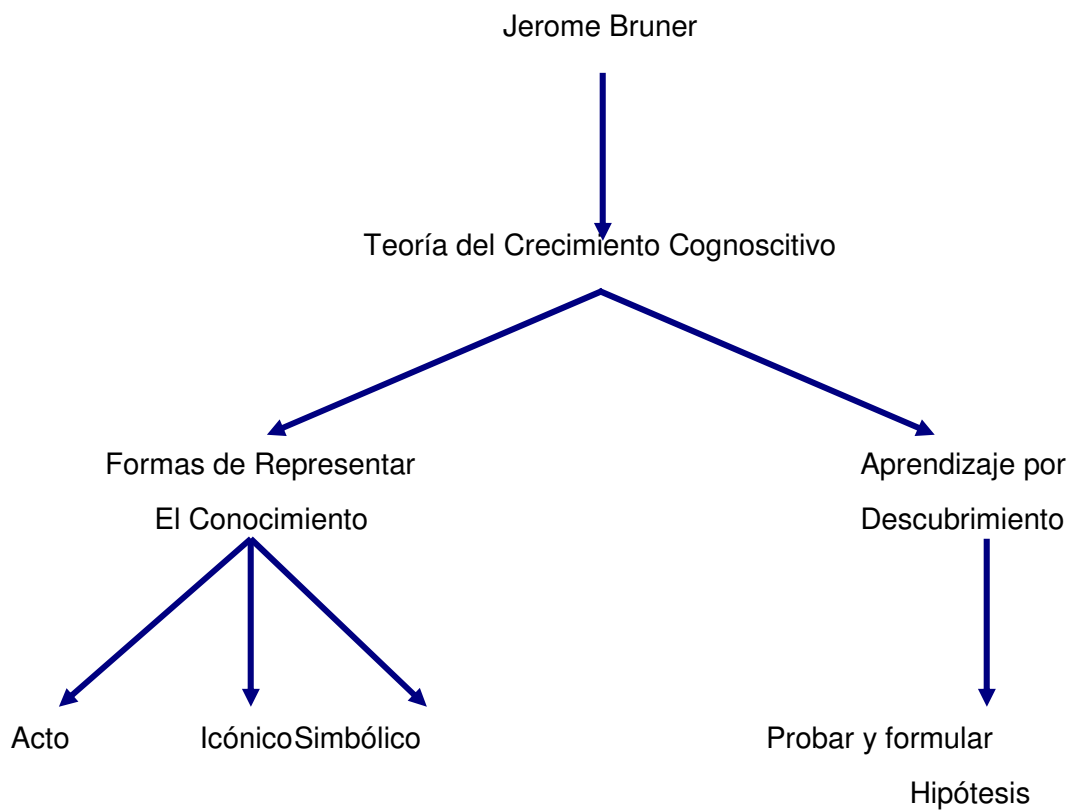 Jerome Bruner
Teoría del Crecimiento Cognoscitivo
Formas de Representar
El Conocimiento
Aprendizaje por
Descubrimiento
Acto IcónicoSimbólico
Probar y formular
Hipótesis